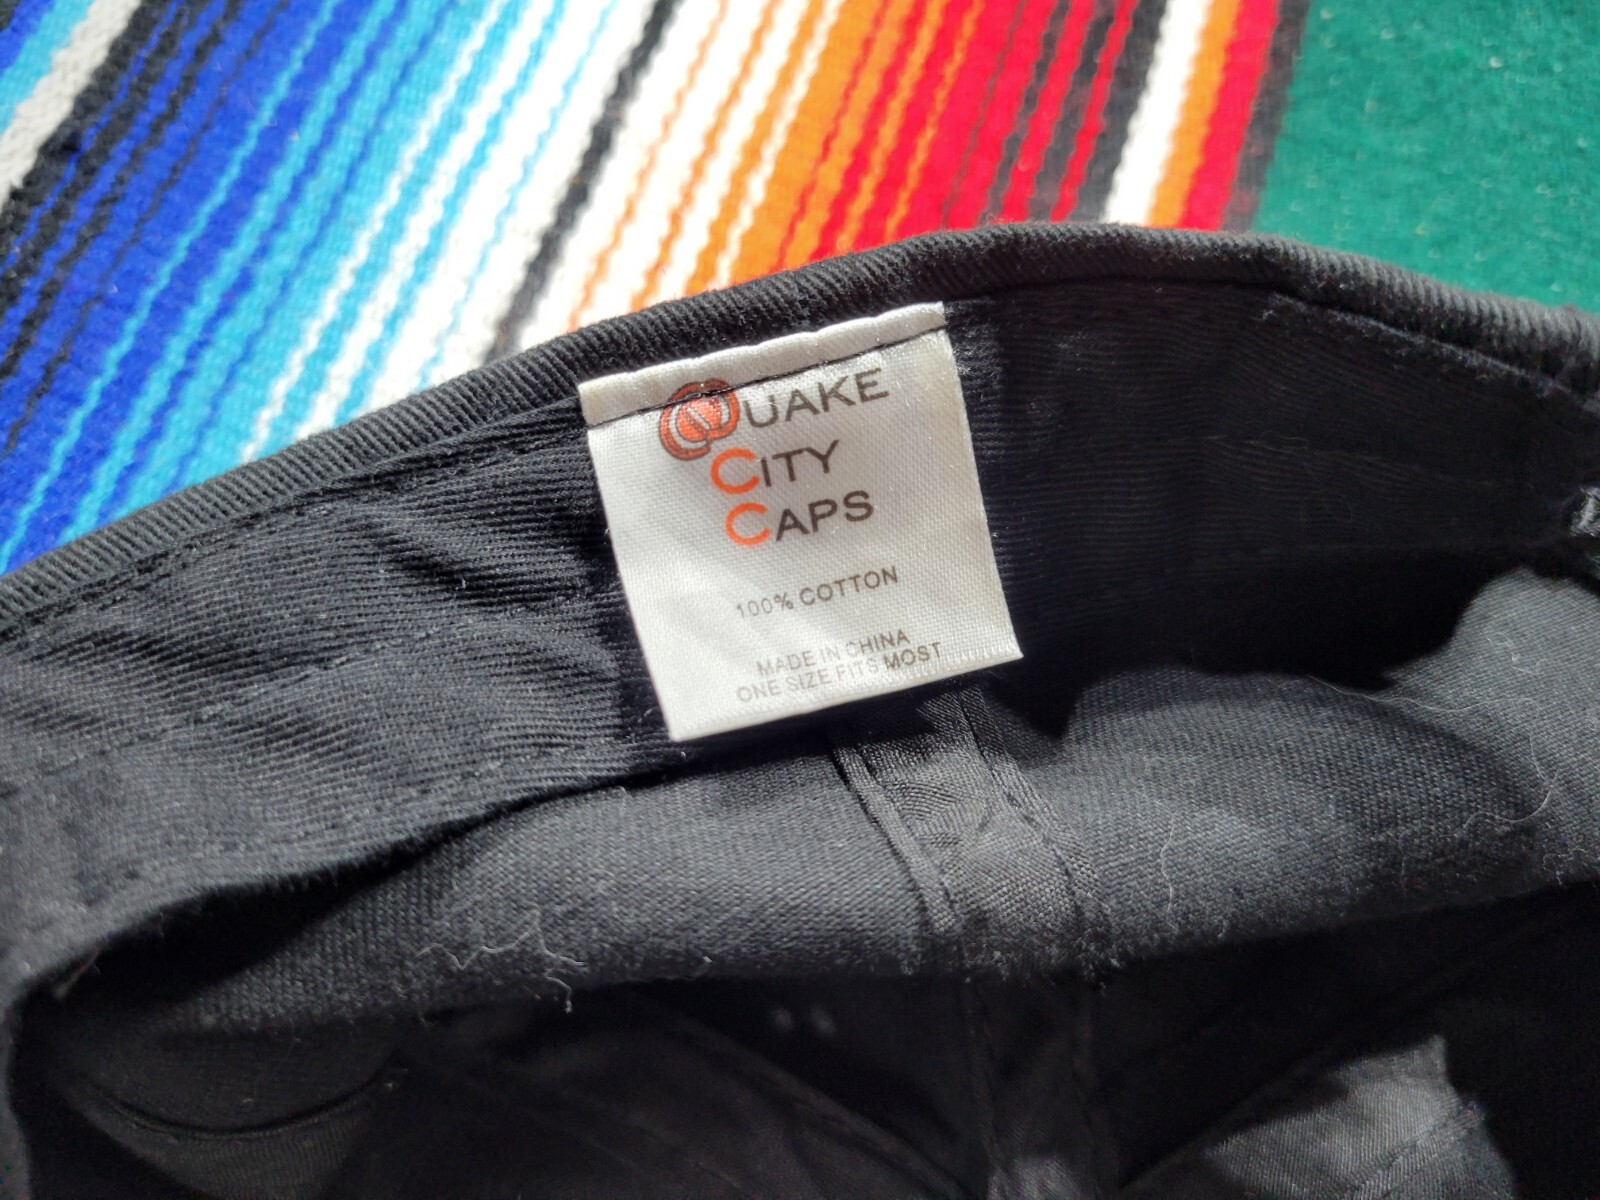 QUAKE
CITY
CAPS
100% COTTON
MADE IN CHINA
ONE SIZE FITS MOST